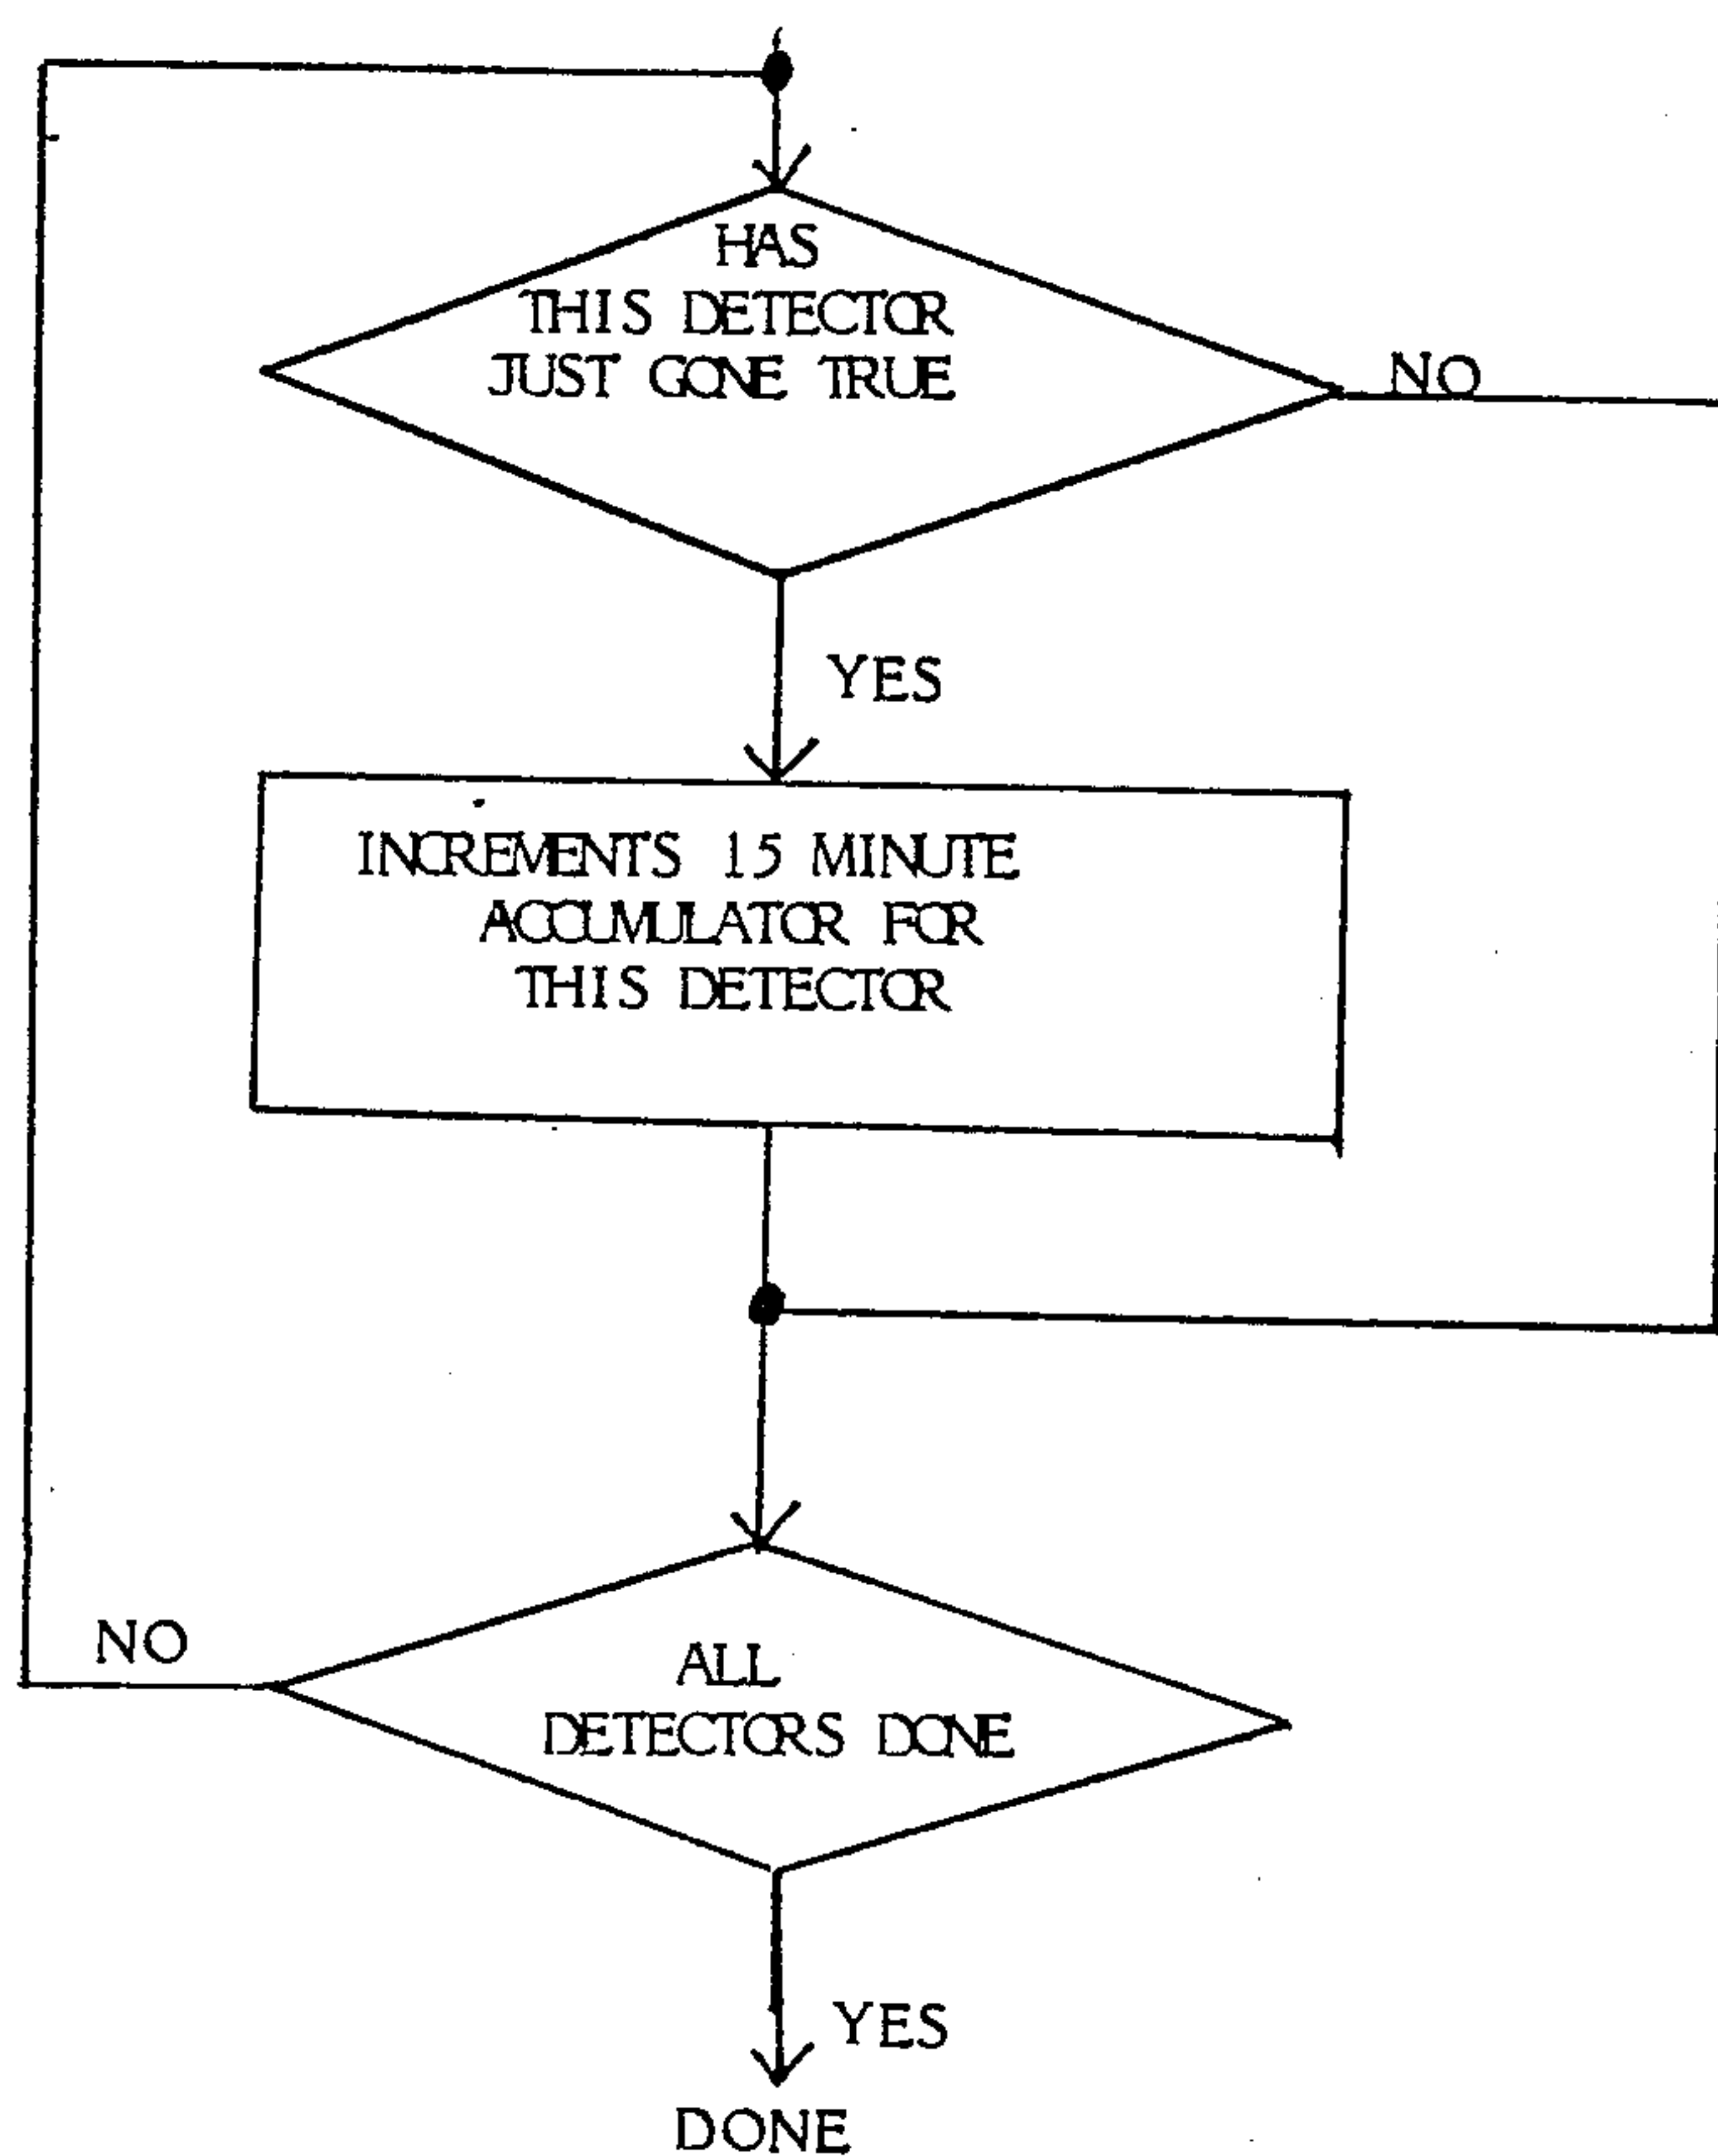 HAS
THIS DETECTOR
JUST GONE TRUE
NO
YES
INCREMENTS 15 MINUTE
ACCUMULATOR FOR
THIS DETECTOR
NO
ALL
DETECTORS DONE
YES
DONE